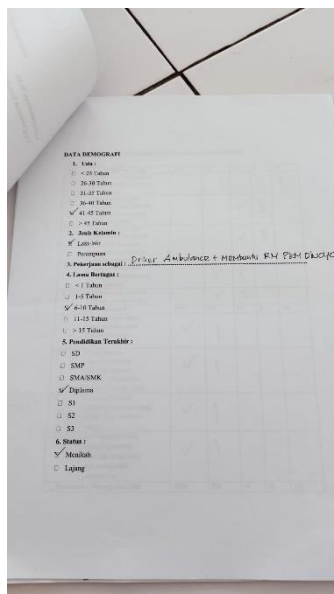 DATA DEMOGRAFI
1. Usia :
< 25 Tahun
26-30 Tahun
31-35 Tahun
36-40 Tahun
41-45 Tahun
> 45 Tahun
2. Jenis Kelamin :
Laki-laki
Perempuan
3. Pekerjaan sebagai : Driver Ambulance + Membantu RM PKM DINOYO
4. Lama Bertugas :
< 1 Tahun
1-5 Tahun
6-10 Tahun
11-15 Tahun
> 15 Tahun
5. Pendidikan Terakhir :
SD
SMP
SMA/SMK
Diploma
S1
S2
S3
6. Status :
Menikah
Lajang